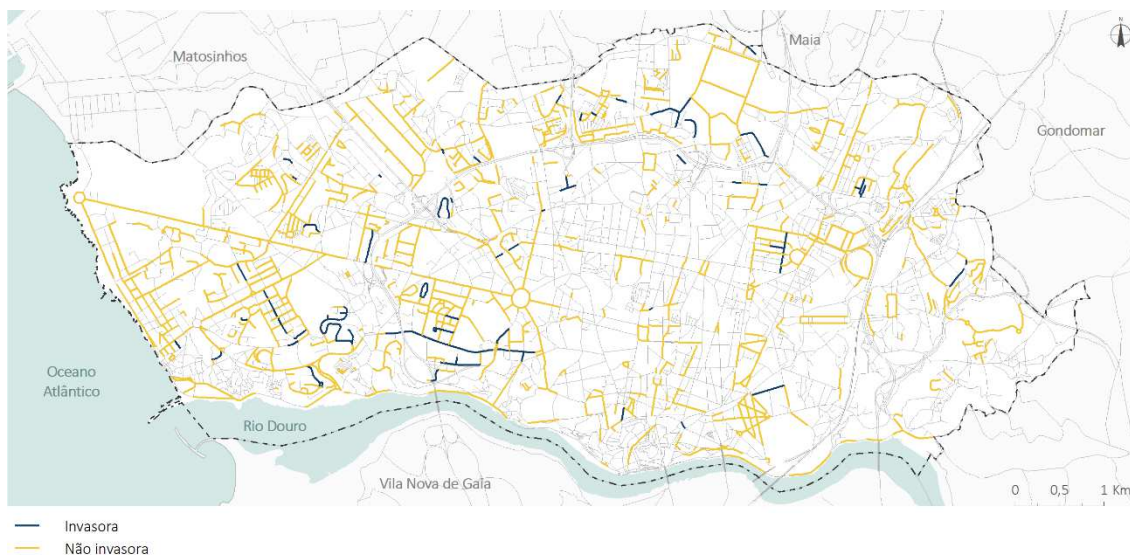 Matosinhos
Maia
N
Gondomar
Oceano
Atlântico
Rio Douro
Vila Nova de Gaia
0 0,5 1 Km
Invasora
Não invasora